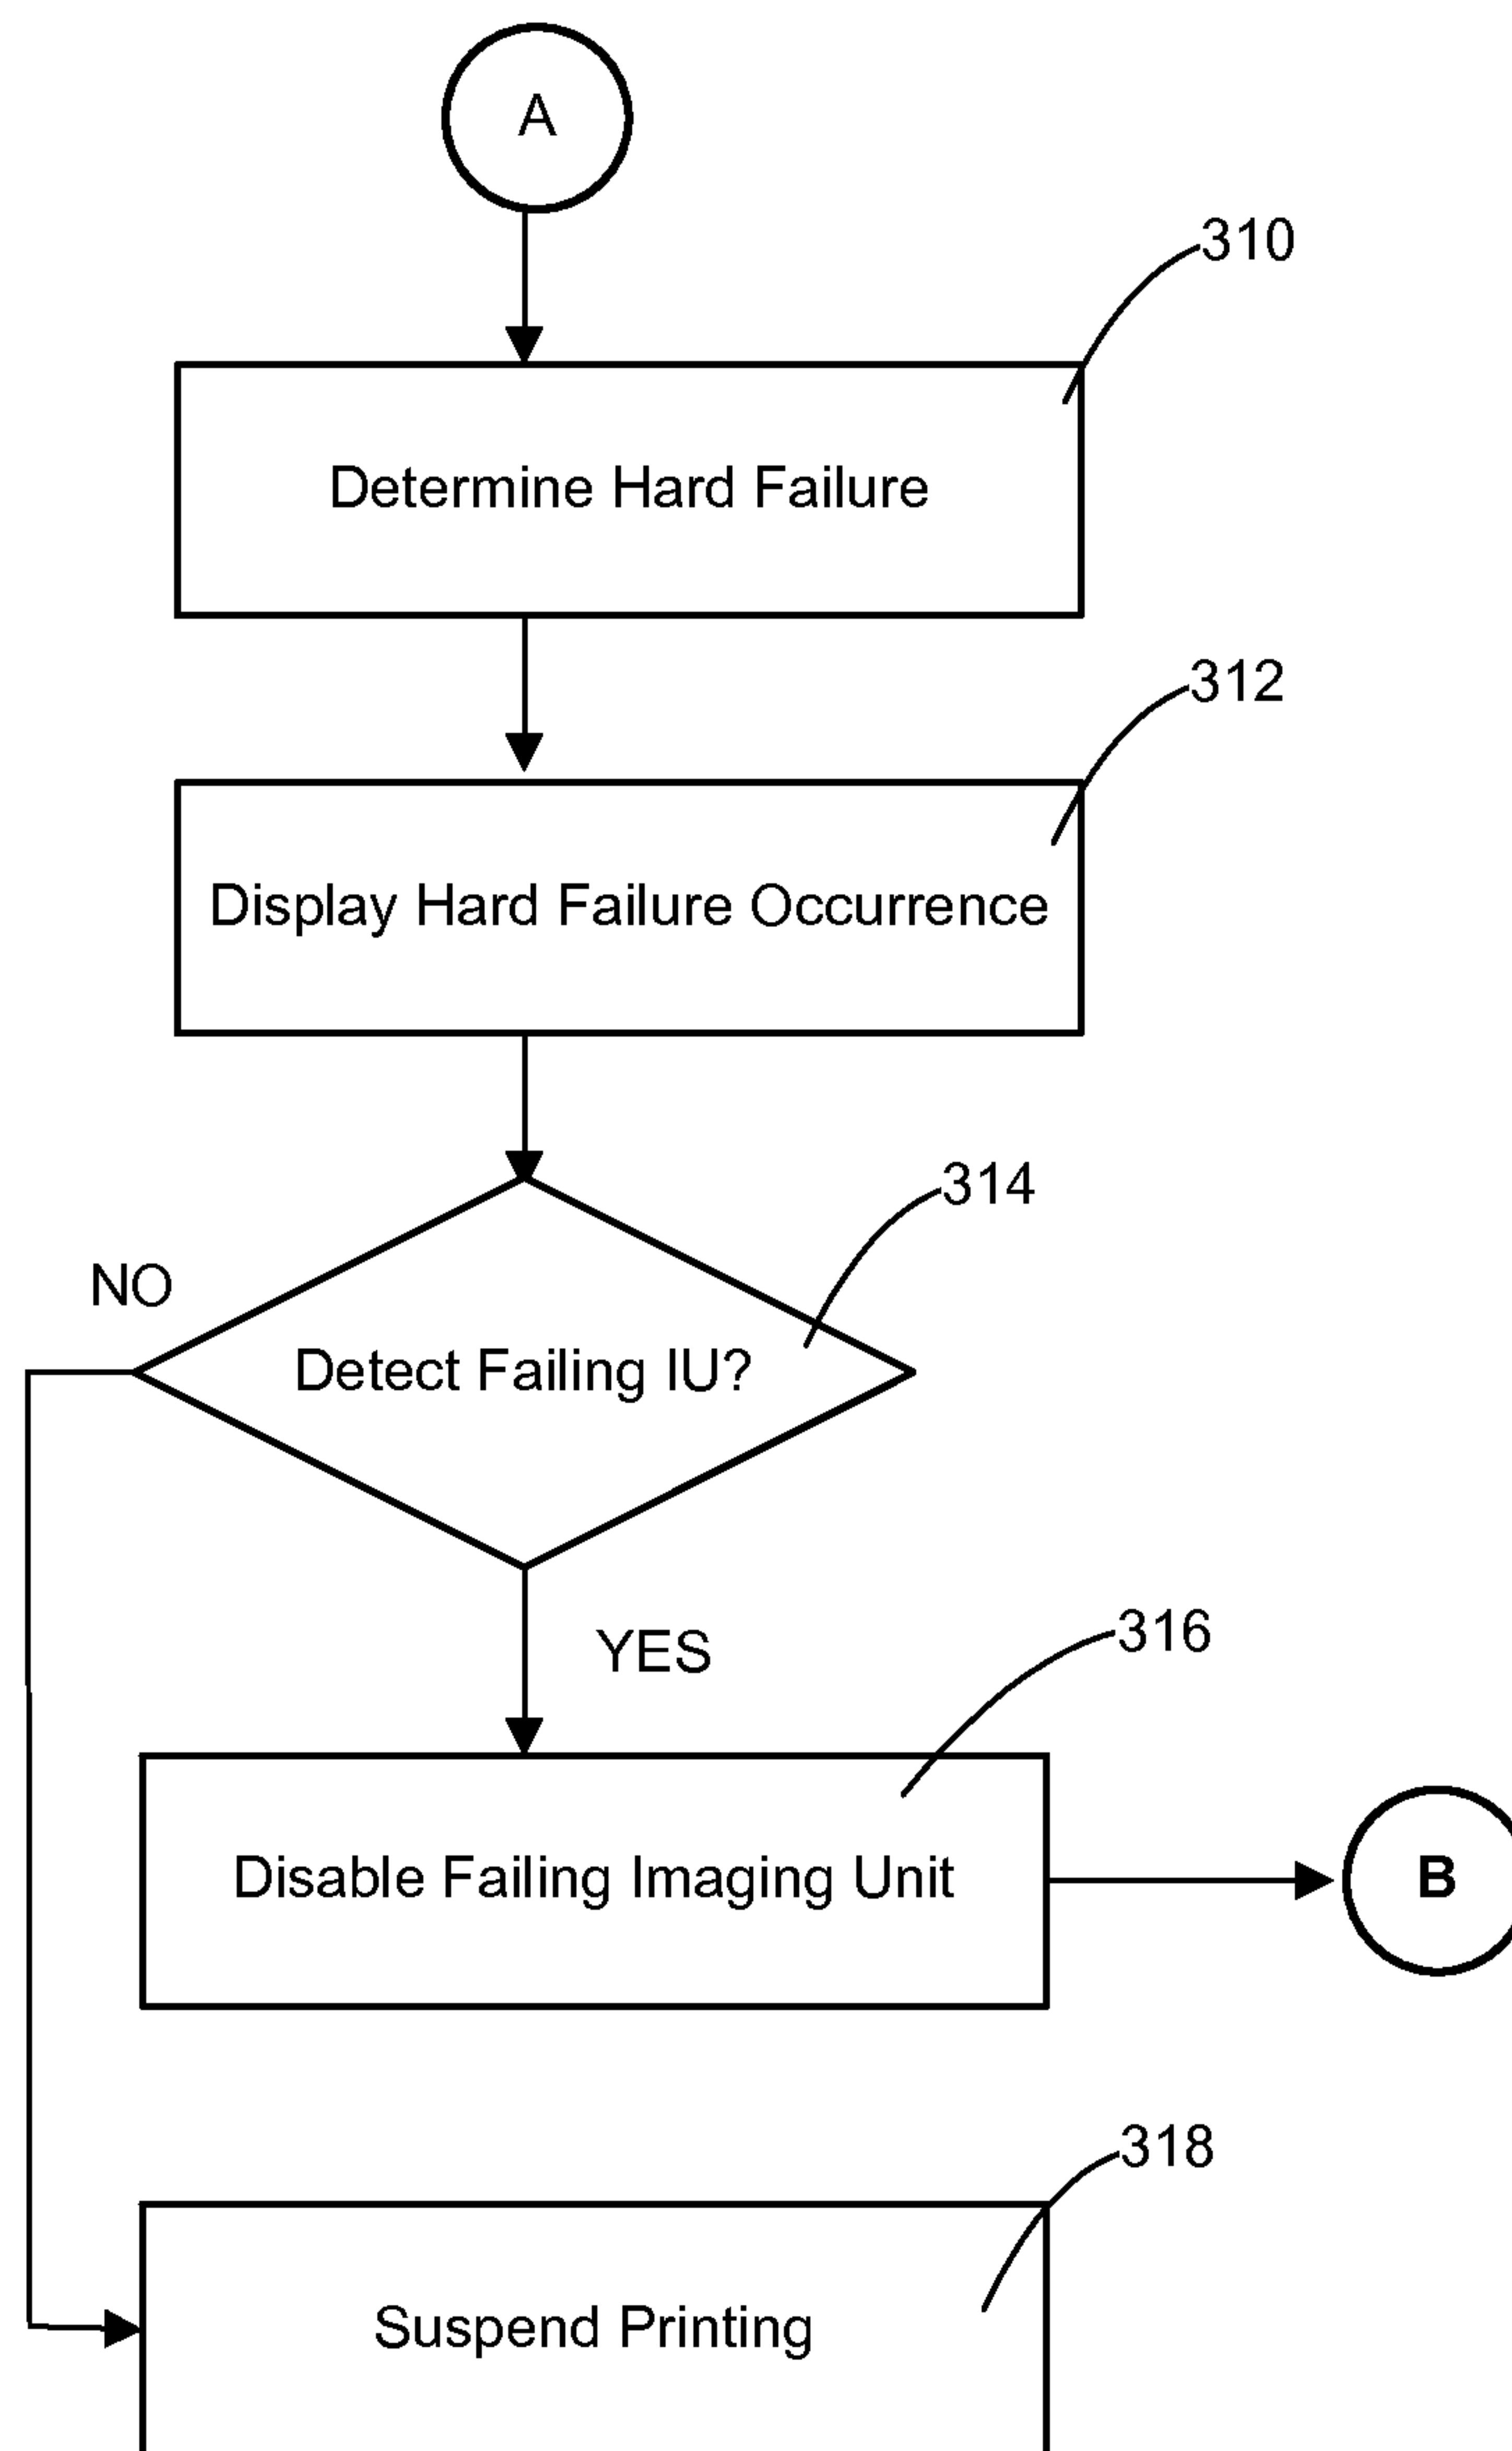 A
310
Determine Hard Failure
312
Display Hard Failure Occurrence
314
NO
Detect Failing IU?
YES
316
Disable Failing Imaging Unit
B
318
Suspend Printing